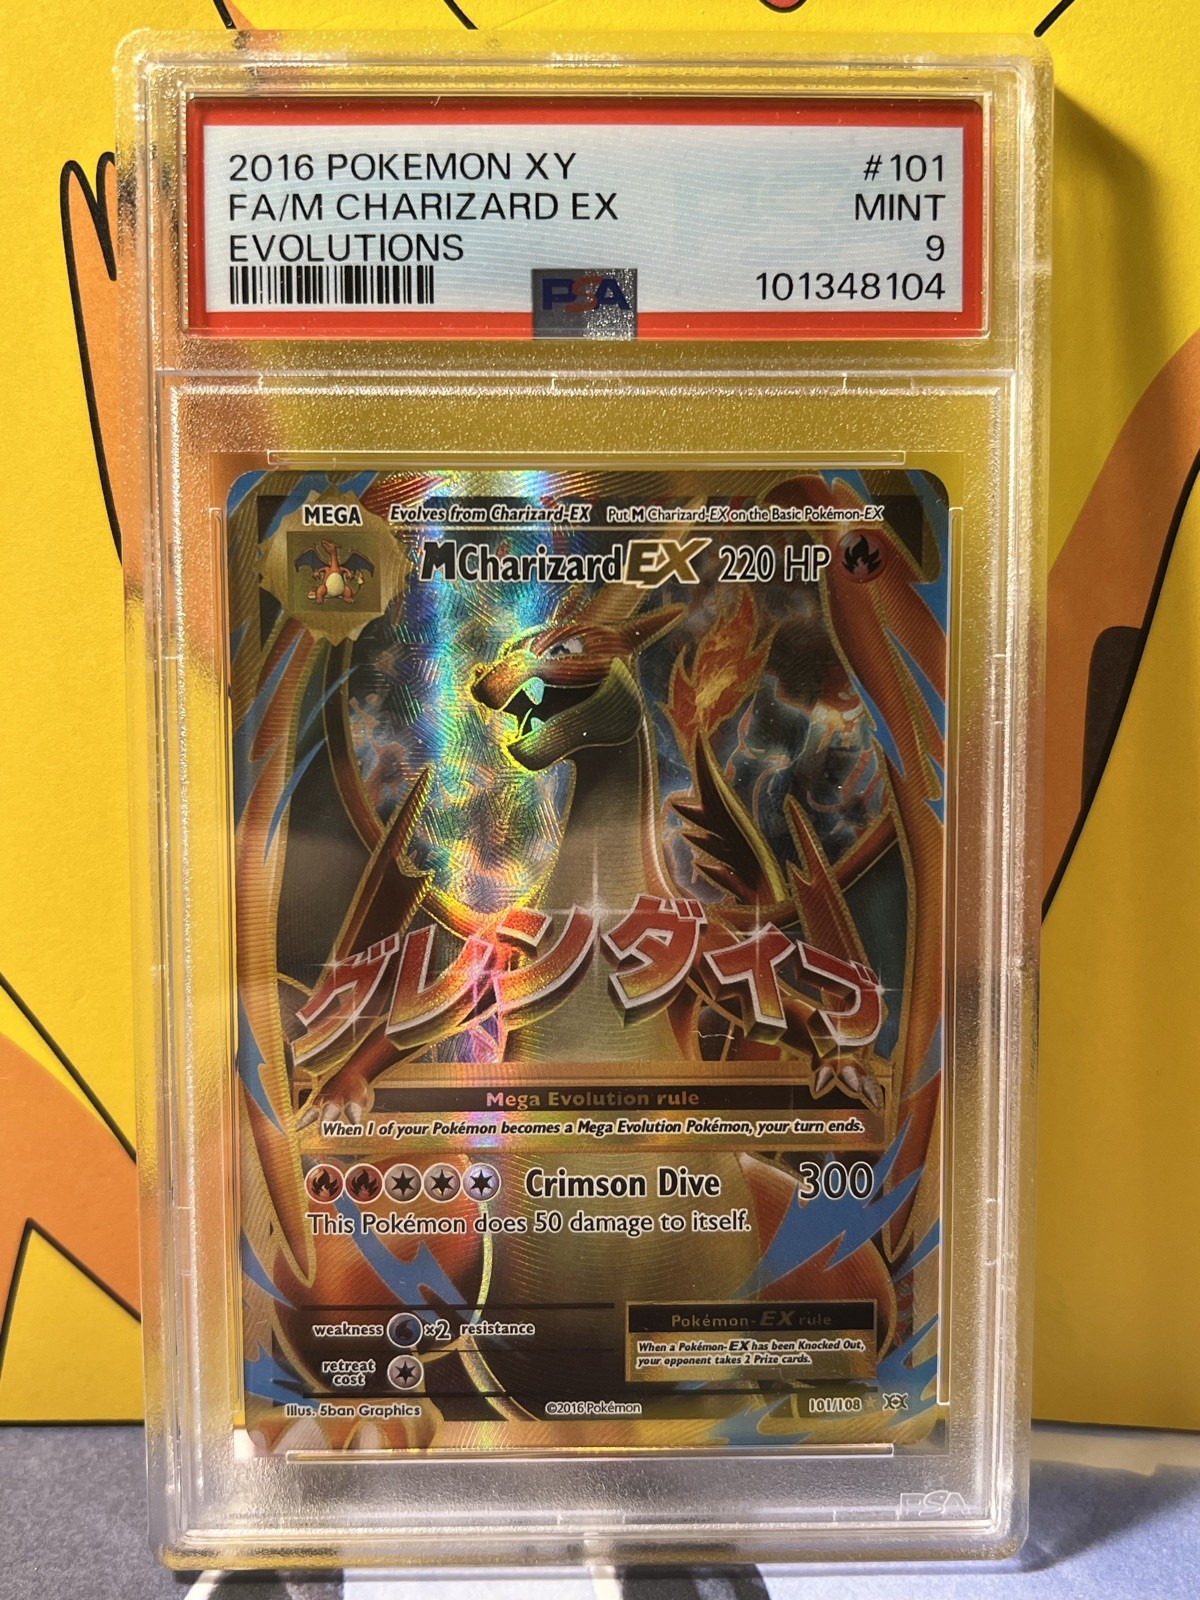 2016 POKEMON XY #101
FA/M CHARIZARD EX MINT
EVOLUTIONS 9
PSA 101348104
MEGA Evolves from Charizard-EX Put M Charizard-EX on the Basic Pokémon-EX
M Charizard EX 220 HP
グレンダイブ
Mega Evolution rule
When 1 of your Pokémon becomes a Mega Evolution Pokémon, your turn ends.
Crimson Dive 300
This Pokémon does 50 damage to itself.
weakness ×2 resistance
retreat cost
Pokémon-EX rule
When a Pokémon-EX has been Knocked Out,
your opponent takes 2 Prize cards.
Illus. 5ban Graphics ©2016 Pokémon 101/108
PSA